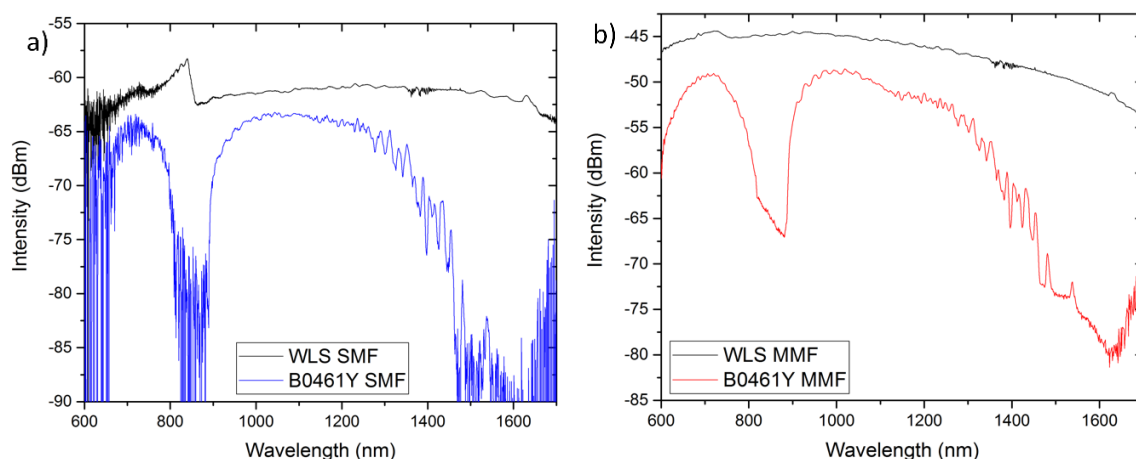 a)
-55
-60
-65
-70
-75
-80
-85
-90
Intensity (dBm)
600 800 1000 1200 1400 1600
Wavelength (nm)
WLS SMF
B0461Y SMF
b)
-45
-50
-55
-60
-65
-70
-75
-80
-85
Intensity (dBm)
600 800 1000 1200 1400 1600
Wavelength (nm)
WLS MMF
B0461Y MMF